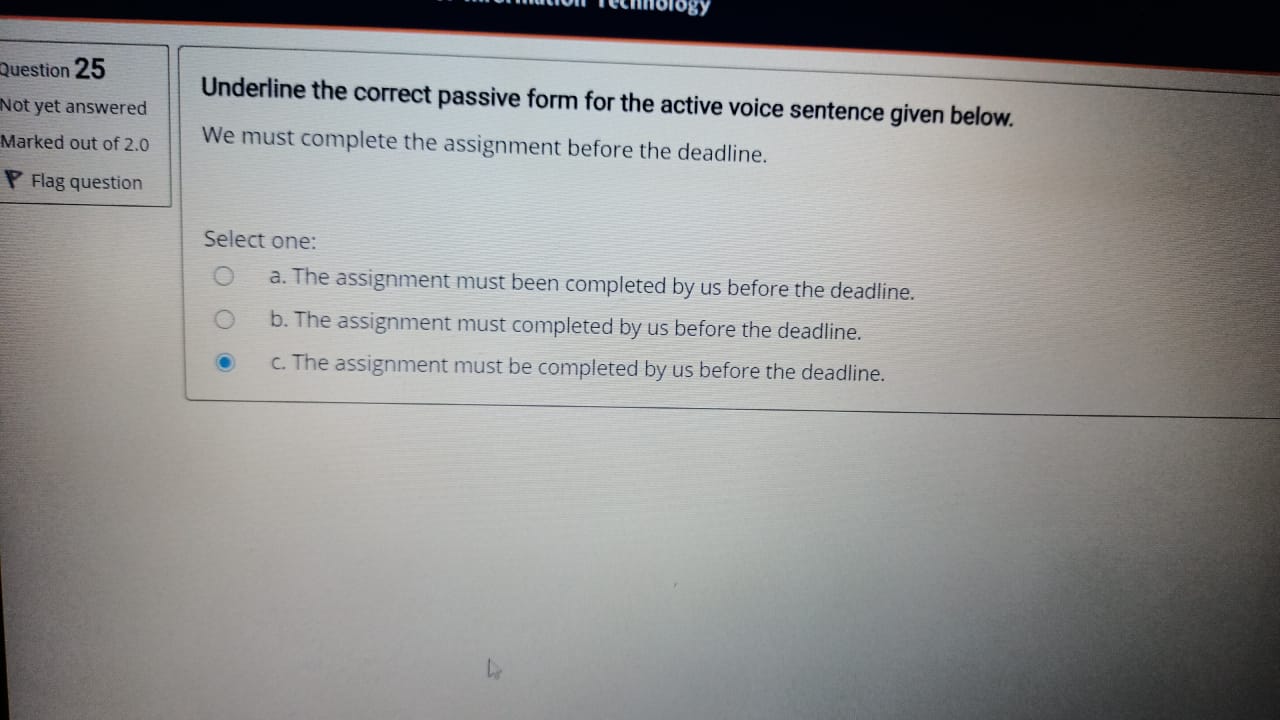 Technology
Question 25
Not yet answered
Marked out of 2.0
Flag question
Underline the correct passive form for the active voice sentence given below.
We must complete the assignment before the deadline.
Select one:
a. The assignment must been completed by us before the deadline.
b. The assignment must completed by us before the deadline.
c. The assignment must be completed by us before the deadline.